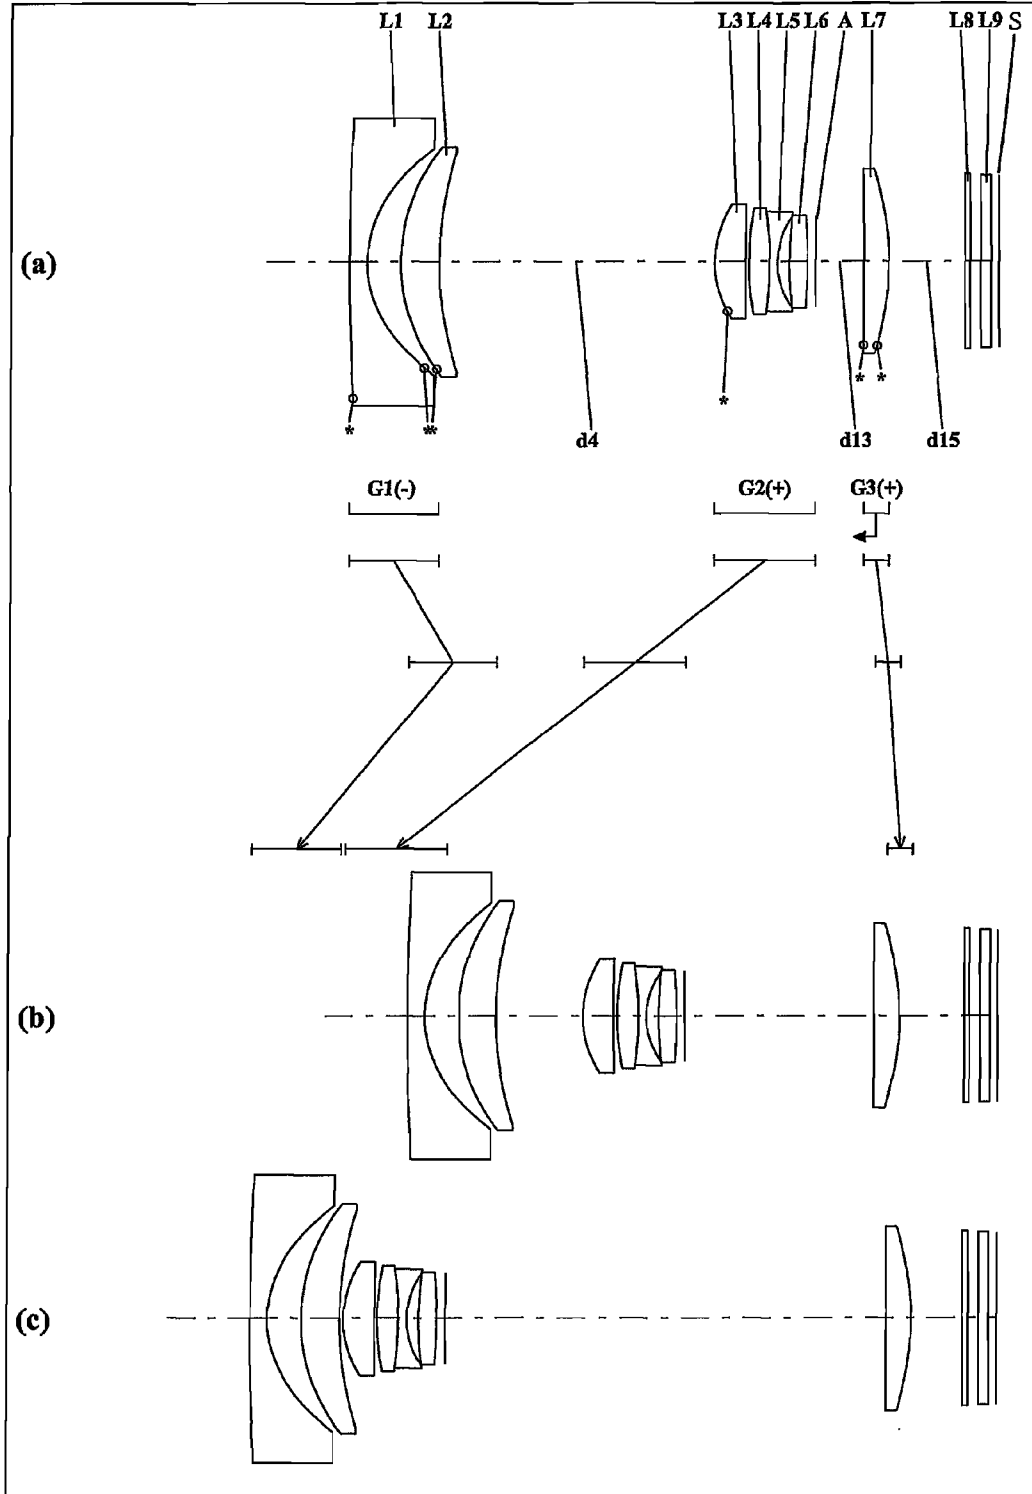 L1 L2 L3 L4 L5 L6 A L7 L8 L9 S
(a)
* ** * * *
d4 d13 d15
G1(-) G2(+) G3(+)
(b)
(c)